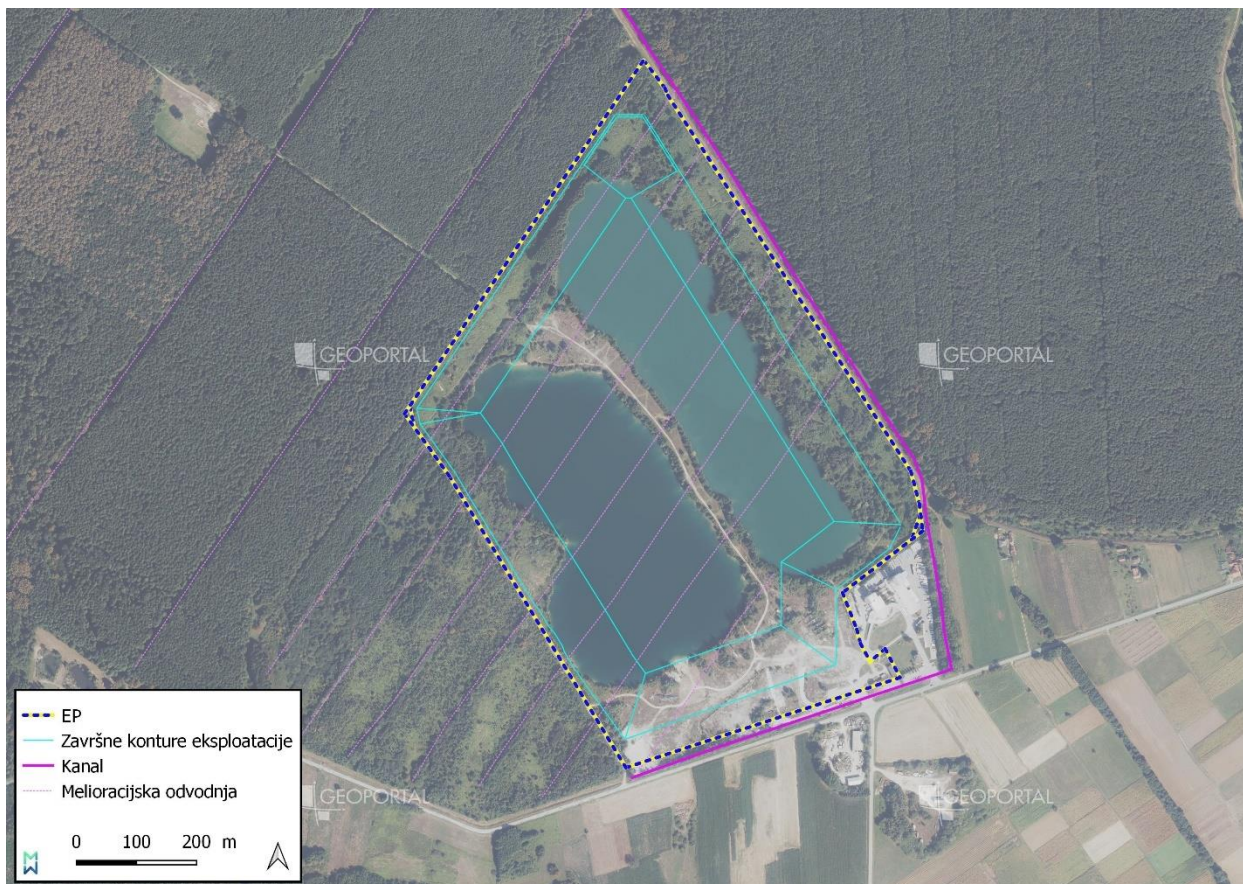 GEOPORTAL
GEOPORTAL
EP
Završne konture eksploatacije
Kanal
Melioracijska odvodnja
GEOPORTAL
GEOPORTAL
0 100 200 m